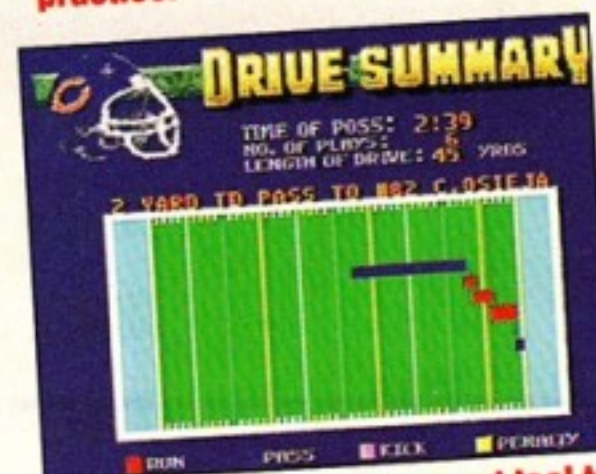 DRIVE SUMMARY
TIME OF POSS: 2:39
NO. OF PLAYS:
LENGTH OF DRIVE: 45 YRDS
2 YARD TD PASS TO #82 C.OSIEJA
RUN PASS KICK PENALTY